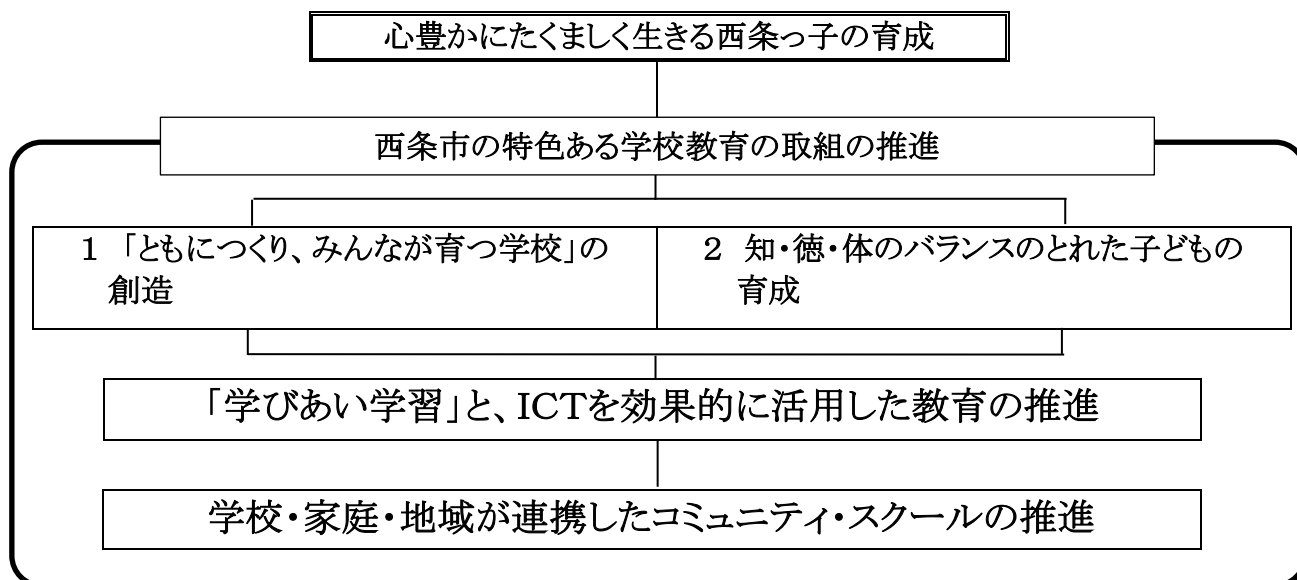 心豊かにたくましく生きる西条っ子の育成
西条市の特色ある学校教育の取組の推進
1 「ともにつくり、みんなが育つ学校」の
創造
2 知・徳・体のバランスのとれた子どもの
育成
「学びあい学習」と、ICTを効果的に活用した教育の推進
学校・家庭・地域が連携したコミュニティ・スクールの推進